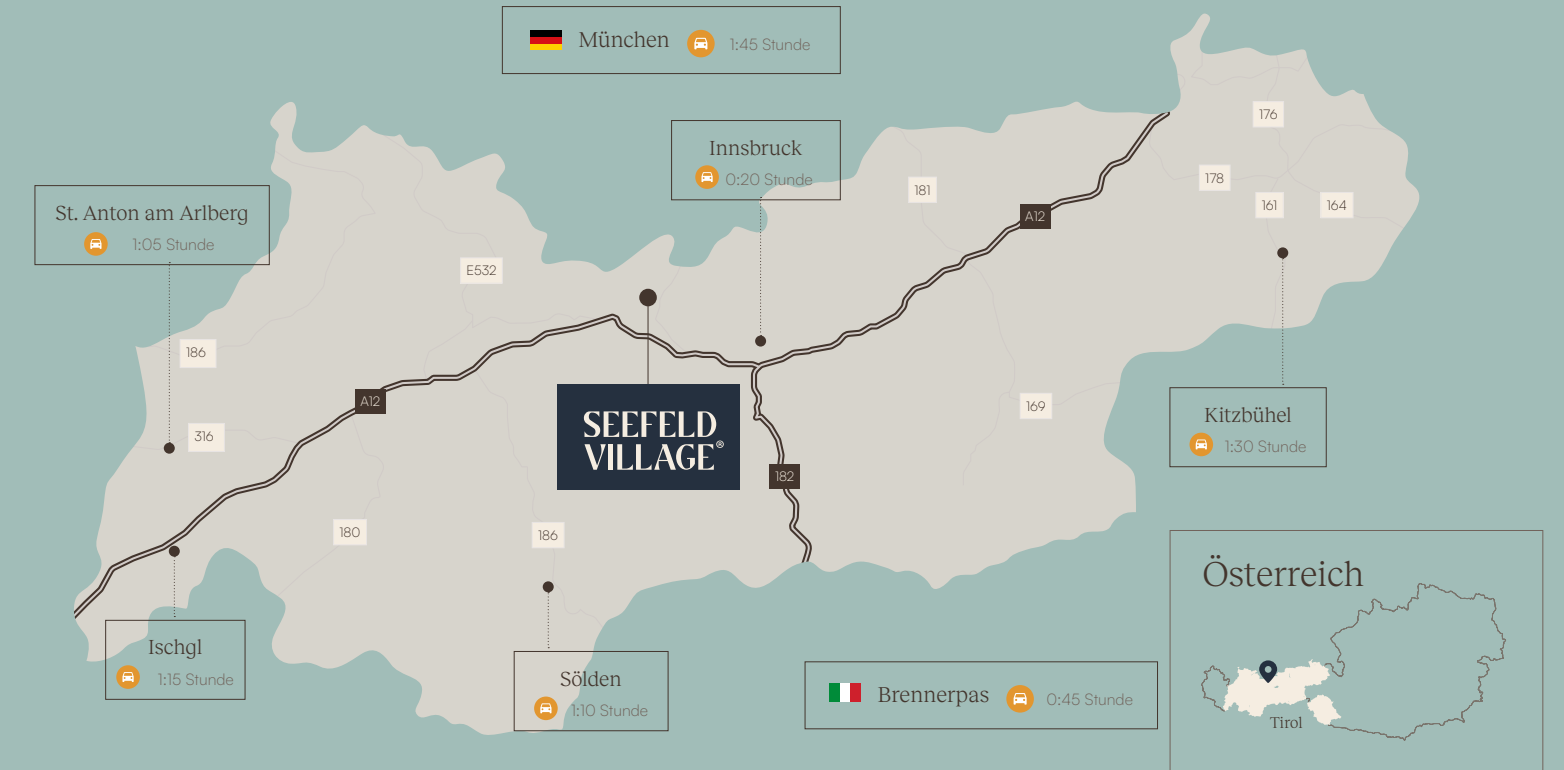 München
1:45 Stunde
Innsbruck
0:20 Stunde
176
178
181
161
164
A12
St. Anton am Arlberg
1:05 Stunde
E532
186
A12
316
169
SEEFELD
VILLAGE®
Kitzbühel
1:30 Stunde
182
180
186
Österreich
Tirol
Ischgl
1:15 Stunde
Sölden
1:10 Stunde
Brennerpas
0:45 Stunde